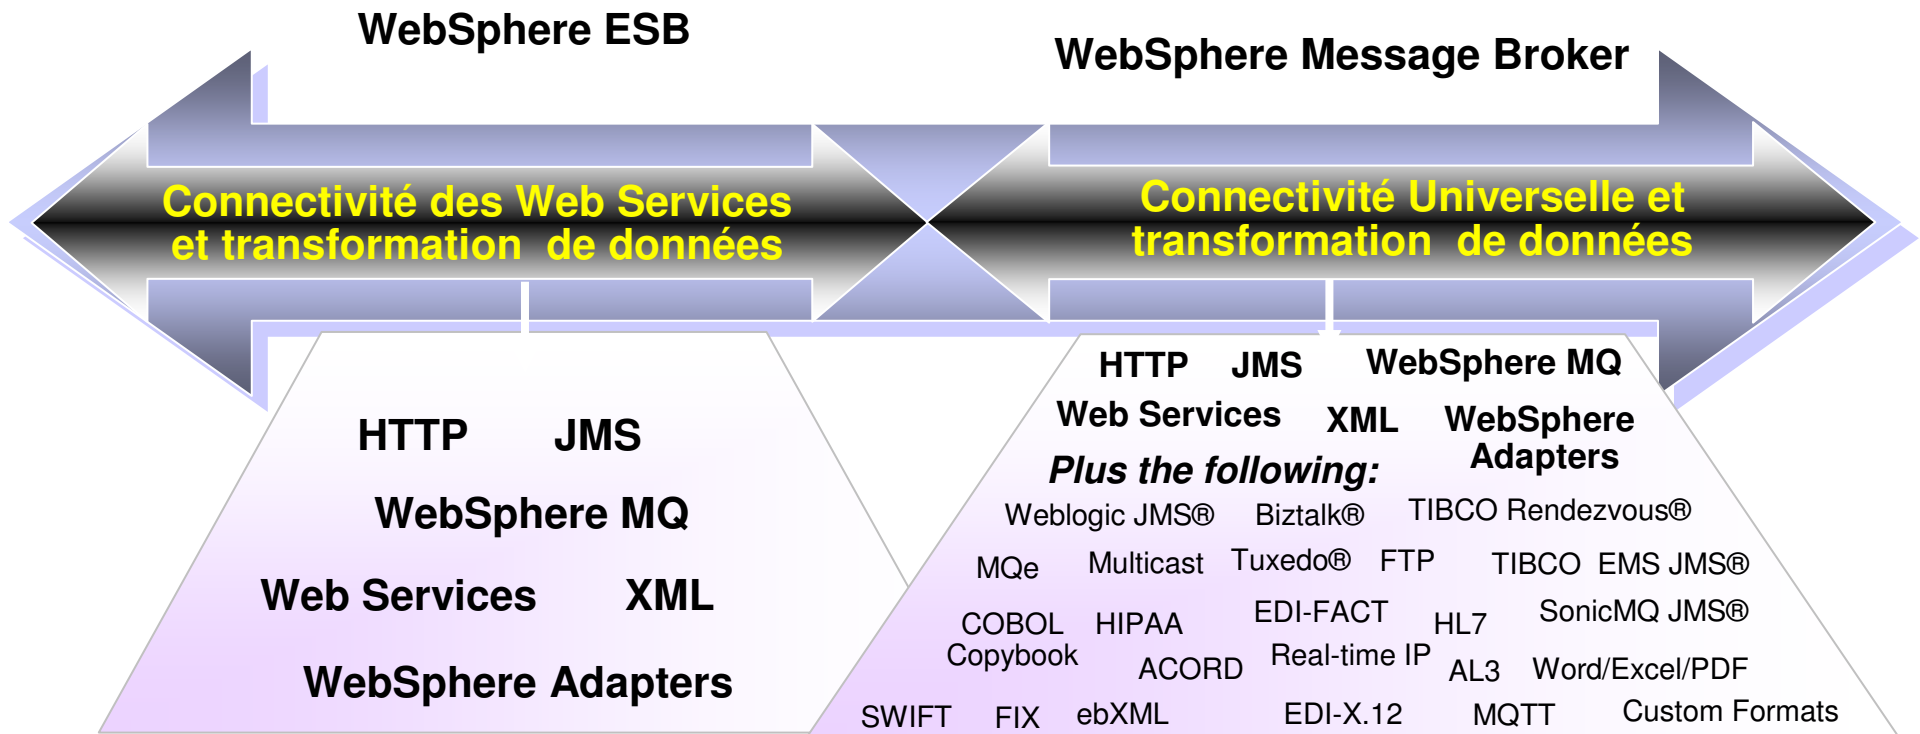 WebSphere ESB
WebSphere Message Broker
Connectivité des Web Services
et transformation de données
Connectivité Universelle et
transformation de données
HTTP JMS
WebSphere MQ
Web Services XML
WebSphere Adapters
HTTP JMS WebSphere MQ
Web Services XML WebSphere
Adapters
Plus the following:
Weblogic JMS® Biztalk® TIBCO Rendezvous®
MQe Multicast Tuxedo® FTP TIBCO EMS JMS®
COBOL HIPAA EDI-FACT HL7 SonicMQ JMS®
Copybook ACORD Real-time IP AL3 Word/Excel/PDF
SWIFT FIX ebXML EDI-X.12 MQTT Custom Formats